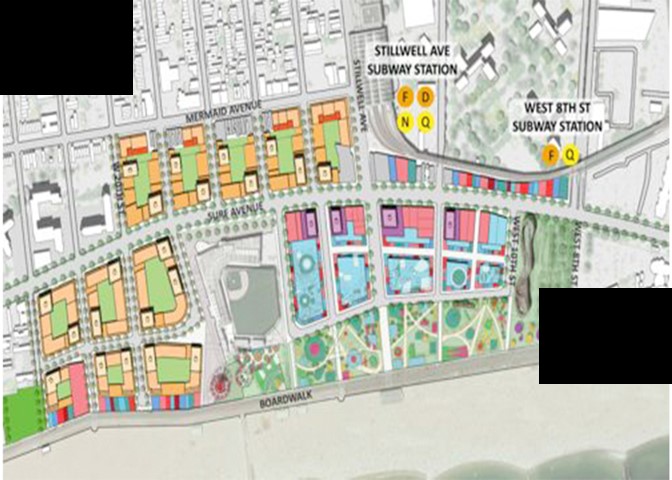 STILLWELL AVE
SUBWAY STATION
F D
N Q
WEST 8TH ST
SUBWAY STATION
F Q
MERMAID AVENUE
STILLWELL AVE
SURF AVENUE
WEST 10TH ST
WEST 8TH ST
BOARDWALK